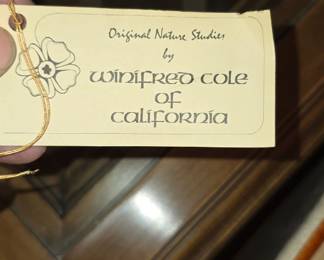 Original Nature Studies
by
winifred cole
of
california